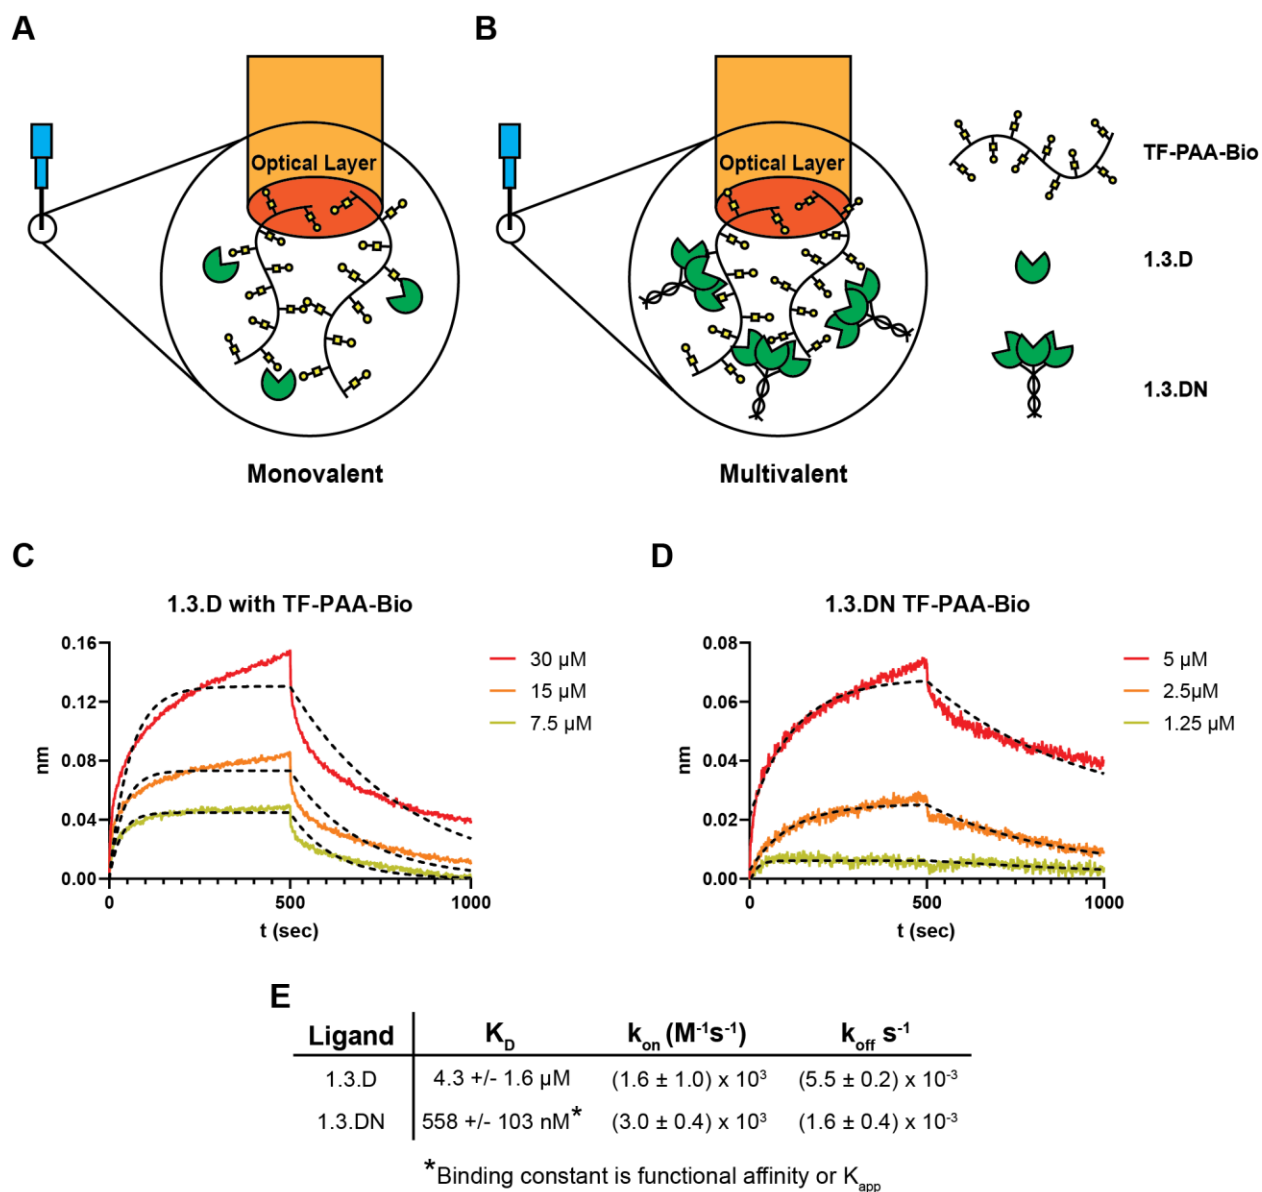 A
B
Optical Layer
Optical Layer
TF-PAA-Bio
1.3.D
1.3.DN
Monovalent
Multivalent
C
D
1.3.D with TF-PAA-Bio
1.3.DN TF-PAA-Bio
0.16
0.12
0.08
0.04
0.00
nm
0
500
1000
t (sec)
30 µM
15 µM
7.5 µM
0.08
0.06
0.04
0.02
0.00
nm
0
500
1000
t (sec)
5 µM
2.5µM
1.25 µM
E
Ligand K_D k_on (M⁻¹s⁻¹) k_off s⁻¹
1.3.D 4.3 +/- 1.6 µM (1.6 ± 1.0) x 10³ (5.5 ± 0.2) x 10⁻³
1.3.DN 558 +/- 103 nM* (3.0 ± 0.4) x 10³ (1.6 ± 0.4) x 10⁻³
*Binding constant is functional affinity or K_app